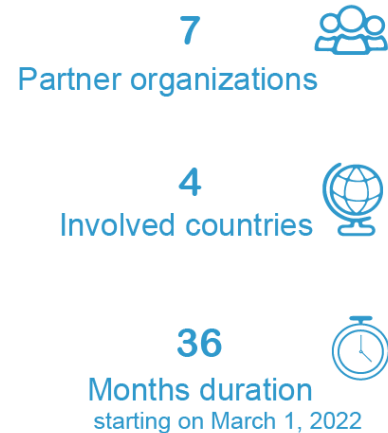 7
Partner organizations
4
Involved countries
36
Months duration
starting on March 1, 2022